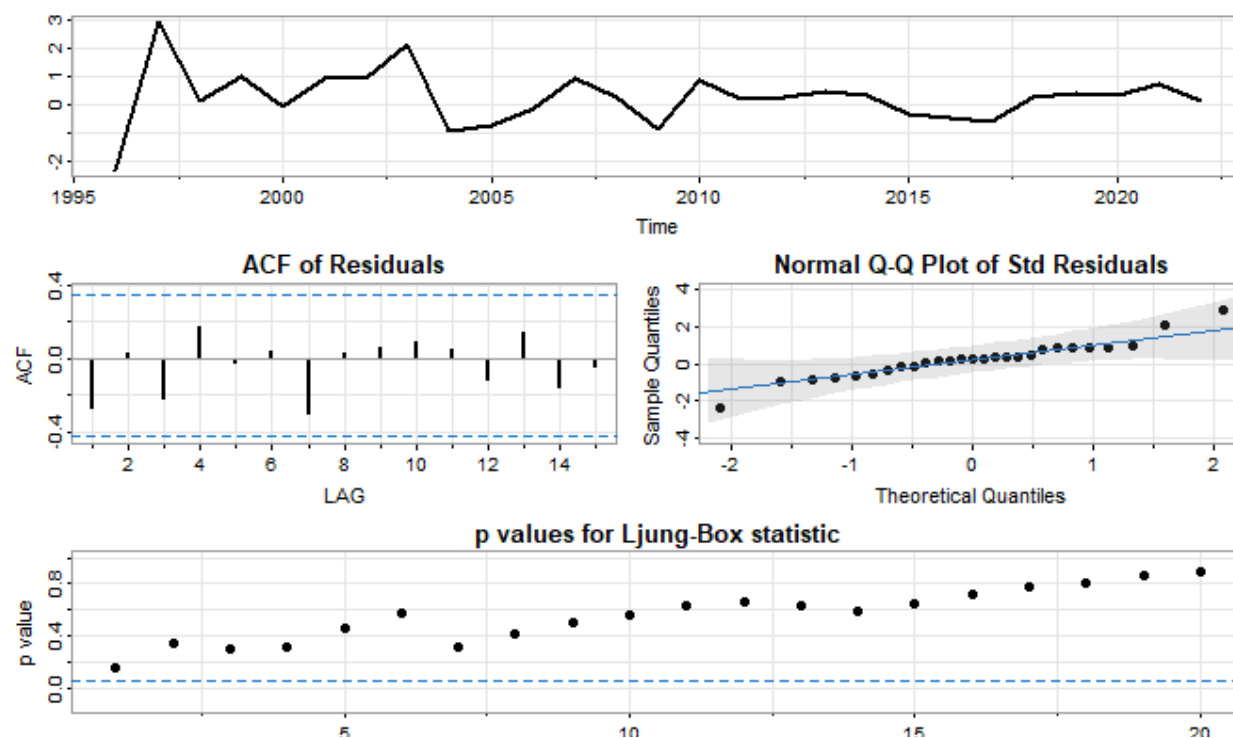 3
2
1
0
-2
1995 2000 2005 2010 2015 2020
Time
ACF of Residuals
0.4
0.0
-0.4
ACF
2 4 6 8 10 12 14
LAG
Normal Q-Q Plot of Std Residuals
4
2
0
-2
-4
Sample Quantiles
-2 -1 0 1 2
Theoretical Quantiles
p values for Ljung-Box statistic
0.8
0.4
0.0
p value
5 10 15 20